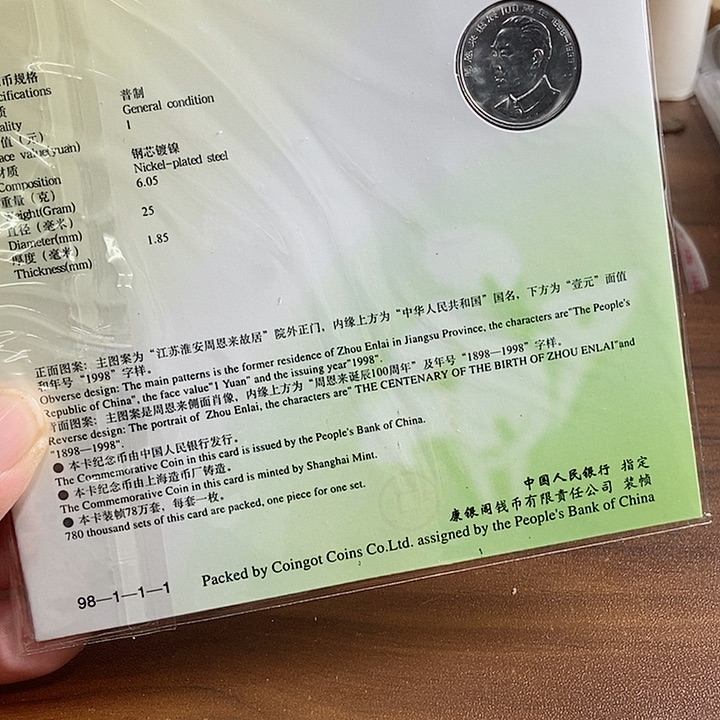 币规格
cifications
普制
质
General condition
ality
1
值（元）
ace value(yuan)
钢芯镀镍
材质
Nickel-plated steel
Composition
6.05
重量（克）
eight(Gram)
25
直径（毫米）
Diameter(mm)
1.85
厚度（毫米）
Thickness(mm)
周恩来诞辰100周年 1898-1998
正面图案：主图案为“江苏淮安周恩来故居”院外正门，内缘上方为“中华人民共和国”国名，下方为“壹元”面值
和年号“1998”字样。
Obverse design: The main patterns is the former residence of Zhou Enlai in Jiangsu Province, the characters are"The People's
Republic of China", the face value"1 Yuan" and the issuing year"1998".
背面图案：主图案是周恩来侧面肖像，内缘上方为“周恩来诞辰100周年”及年号“1898—1998”字样。
Reverse design: The portrait of Zhou Enlai, the characters are" THE CENTENARY OF THE BIRTH OF ZHOU ENLAI"and
"1898—1998".
● 本卡纪念币由中国人民银行发行。
The Commemorative Coin in this card is issued by the People's Bank of China.
● 本卡纪念币由上海造币厂铸造。
The Commemorative Coin in this card is minted by Shanghai Mint.
● 本卡装帧78万套，每套一枚。
780 thousand sets of this card are packed, one piece for one set.
中国人民银行 指定
康银阁钱币有限责任公司 装帧
Packed by Coingot Coins Co.Ltd. assigned by the People's Bank of China
98—1—1—1